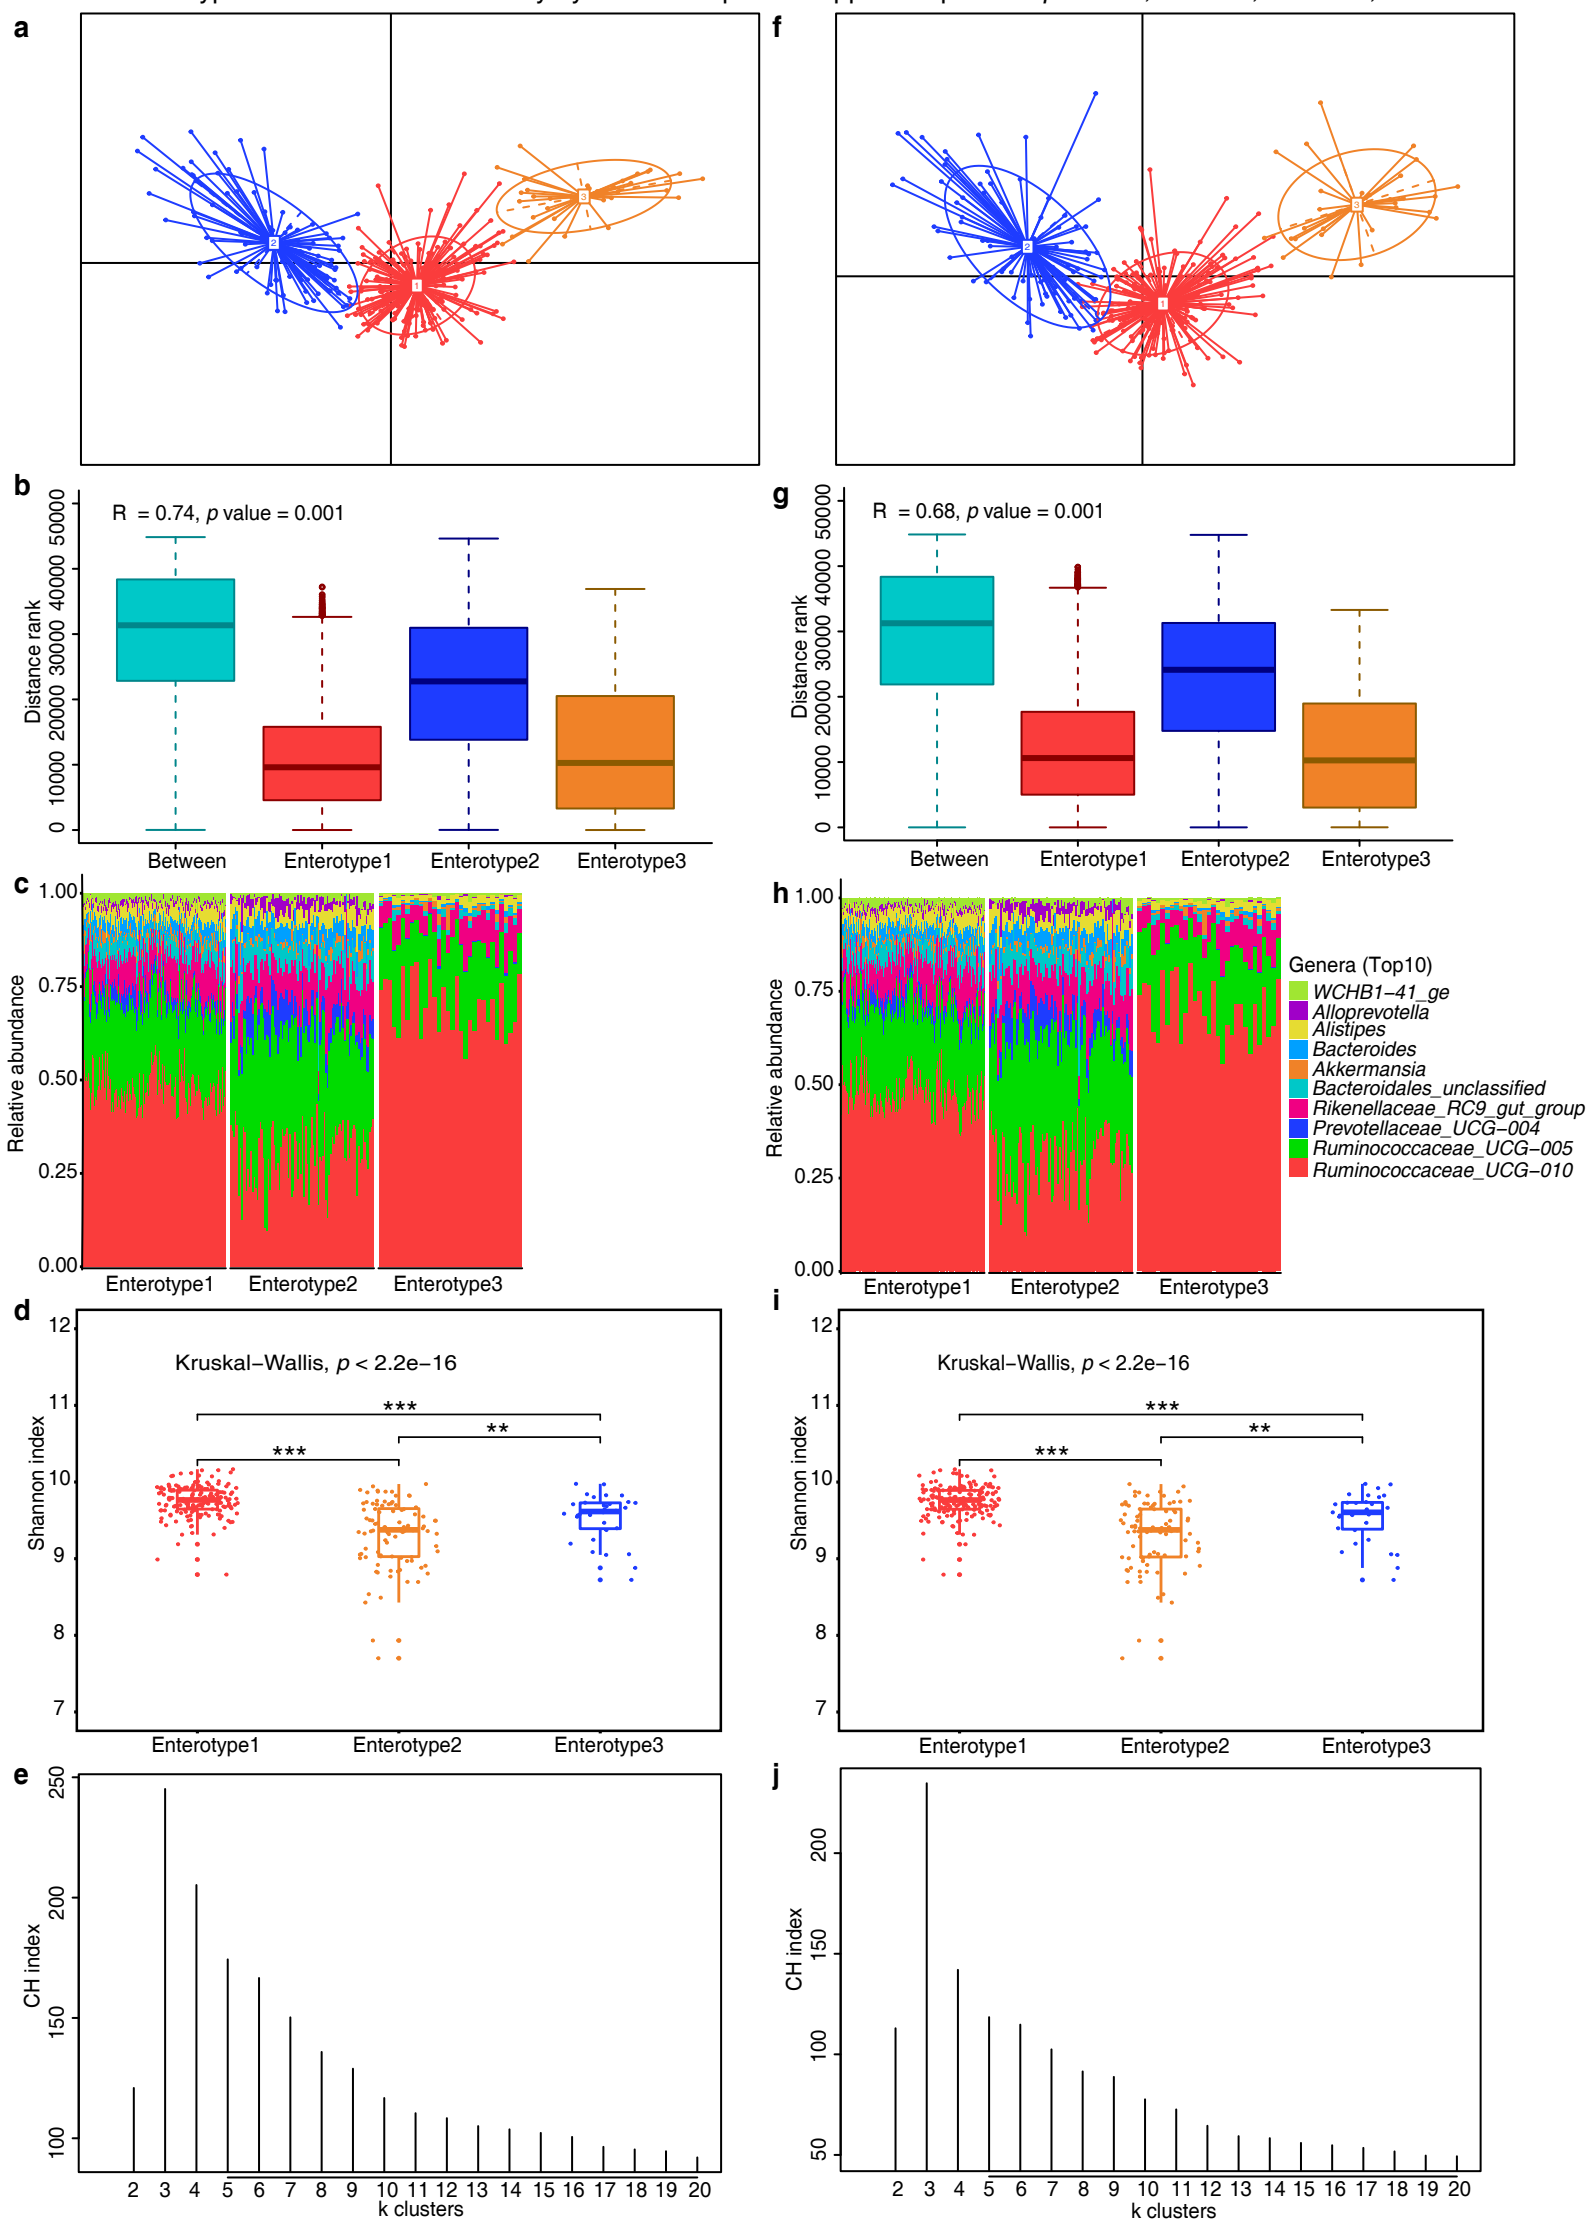 a
f
2
1
3
2
1
3
b
g
R = 0.74, p value = 0.001
Distance rank
0 10000 20000 30000 40000 50000
Between Enterotype1 Enterotype2 Enterotype3
R = 0.68, p value = 0.001
Distance rank
0 10000 20000 30000 40000 50000
Between Enterotype1 Enterotype2 Enterotype3
c
1.00
0.75
0.50
0.25
0.00
Relative abundance
Enterotype1 Enterotype2 Enterotype3
h
1.00
0.75
0.50
0.25
0.00
Relative abundance
Enterotype1 Enterotype2 Enterotype3
Genera (Top10)
WCHB1−41_ge
Alloprevotella
Alistipes
Bacteroides
Akkermansia
Bacteroidales_unclassified
Rikenellaceae_RC9_gut_group
Prevotellaceae_UCG−004
Ruminococcaceae_UCG−005
Ruminococcaceae_UCG−010
d
12
11
10
9
8
7
Shannon index
Kruskal−Wallis, p < 2.2e−16
***
**
***
Enterotype1 Enterotype2 Enterotype3
i
12
11
10
9
8
7
Shannon index
Kruskal−Wallis, p < 2.2e−16
***
**
***
Enterotype1 Enterotype2 Enterotype3
e
250
200
150
100
CH index
2 3 4 5 6 7 8 9 10 11 12 13 14 15 16 17 18 19 20
k clusters
j
200
150
100
50
CH index
2 3 4 5 6 7 8 9 10 11 12 13 14 15 16 17 18 19 20
k clusters